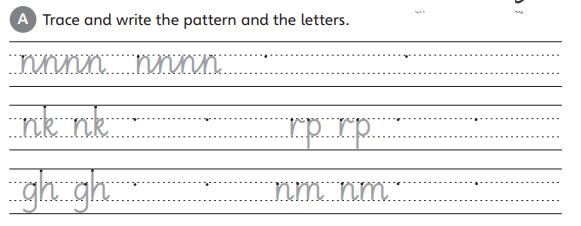 A Trace and write the pattern and the letters.
nnnn nnnn
nk nk rp rp
gh gh nm nm